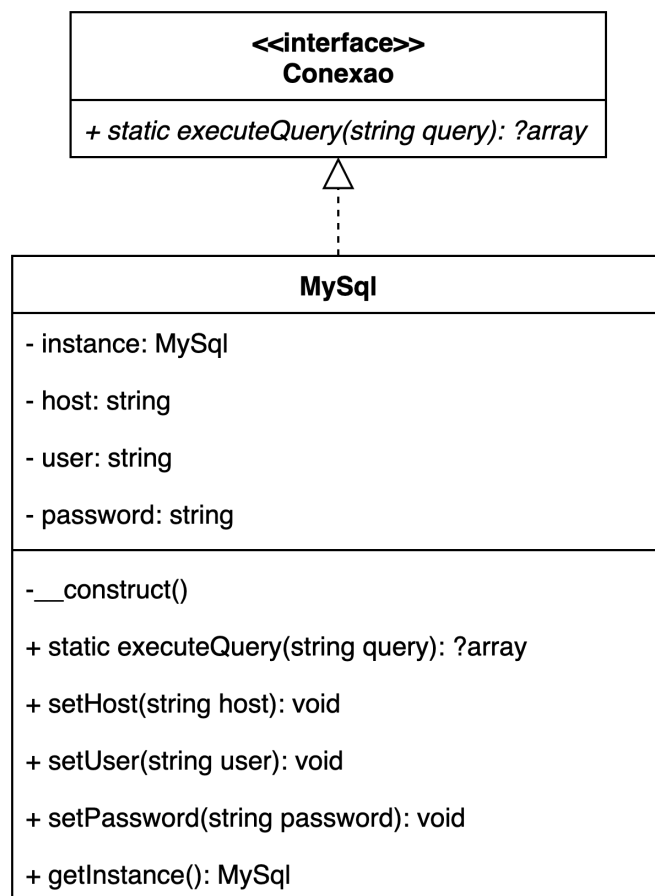 <<interface>>
Conexao
+ static executeQuery(string query): ?array
MySql
- instance: MySql
- host: string
- user: string
- password: string
-__construct()
+ static executeQuery(string query): ?array
+ setHost(string host): void
+ setUser(string user): void
+ setPassword(string password): void
+ getInstance(): MySql